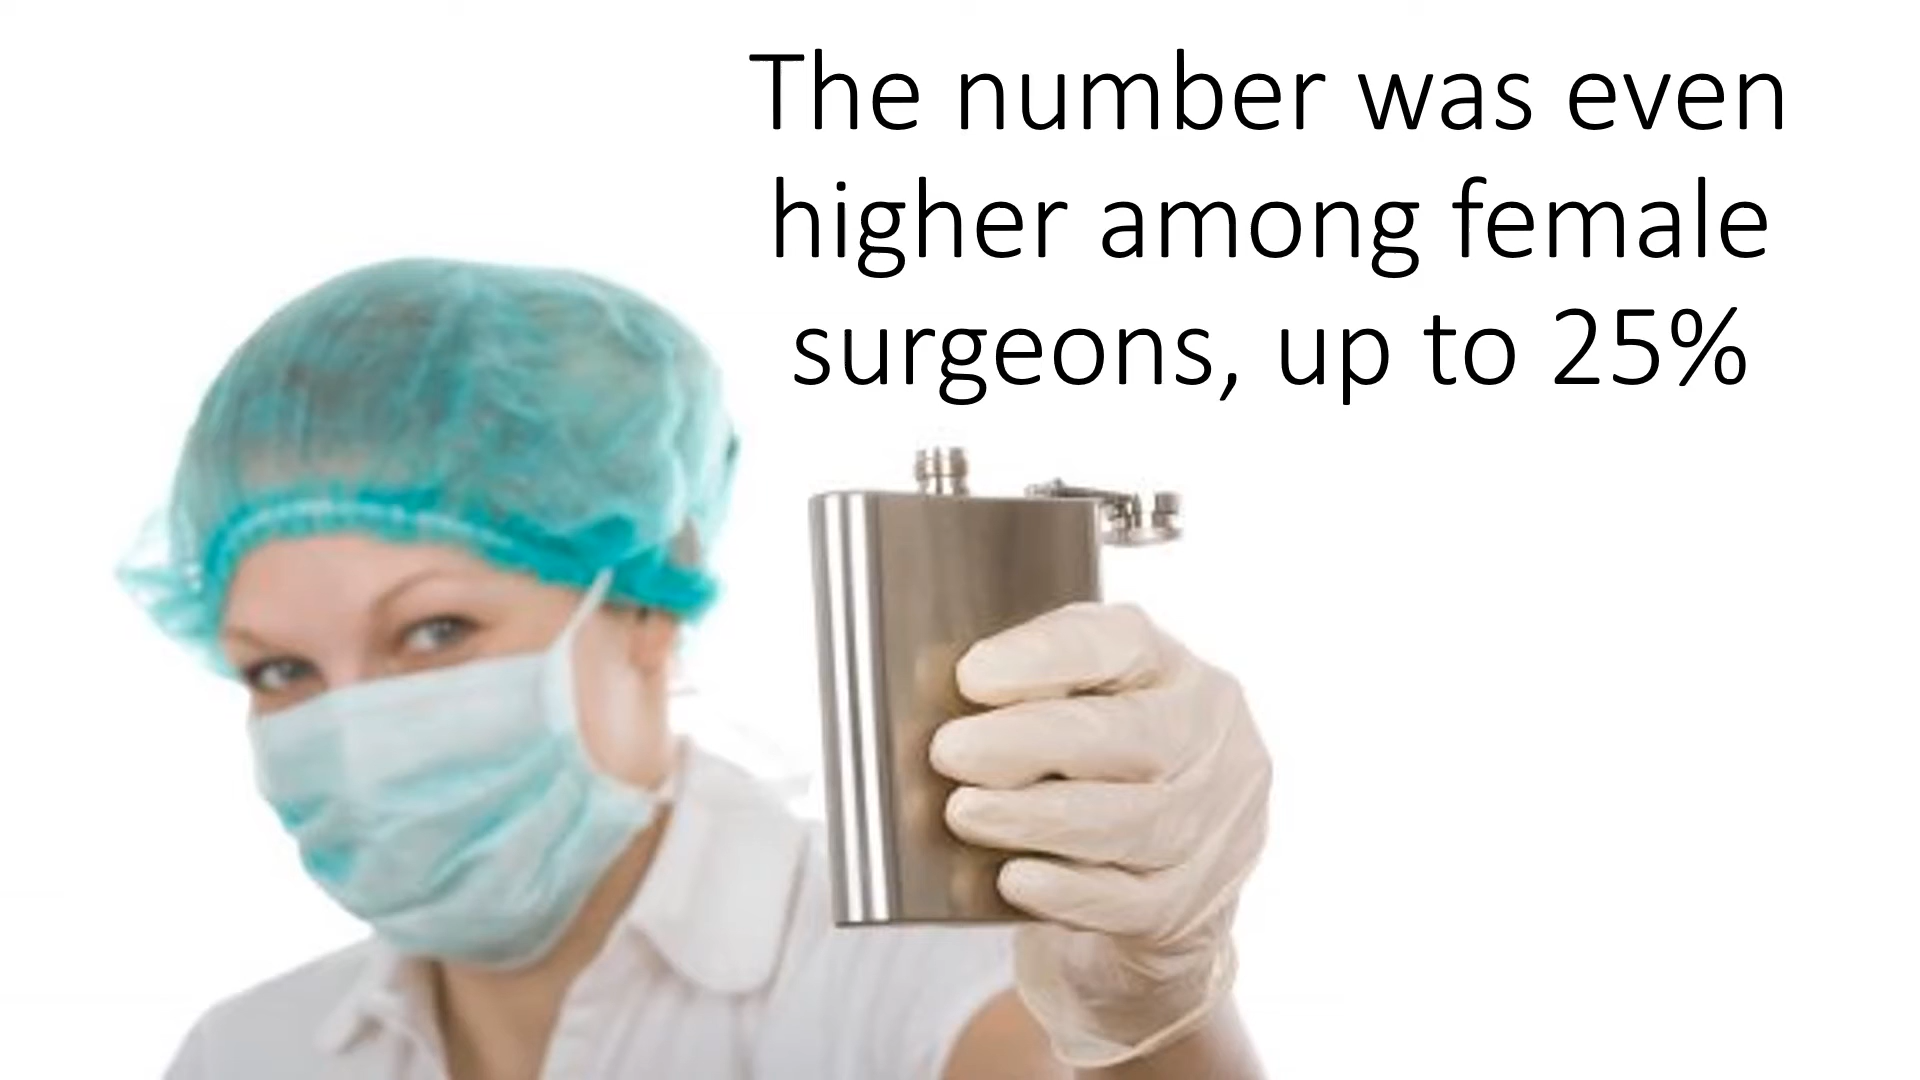 The number was even
higher among female
surgeons, up to 25%